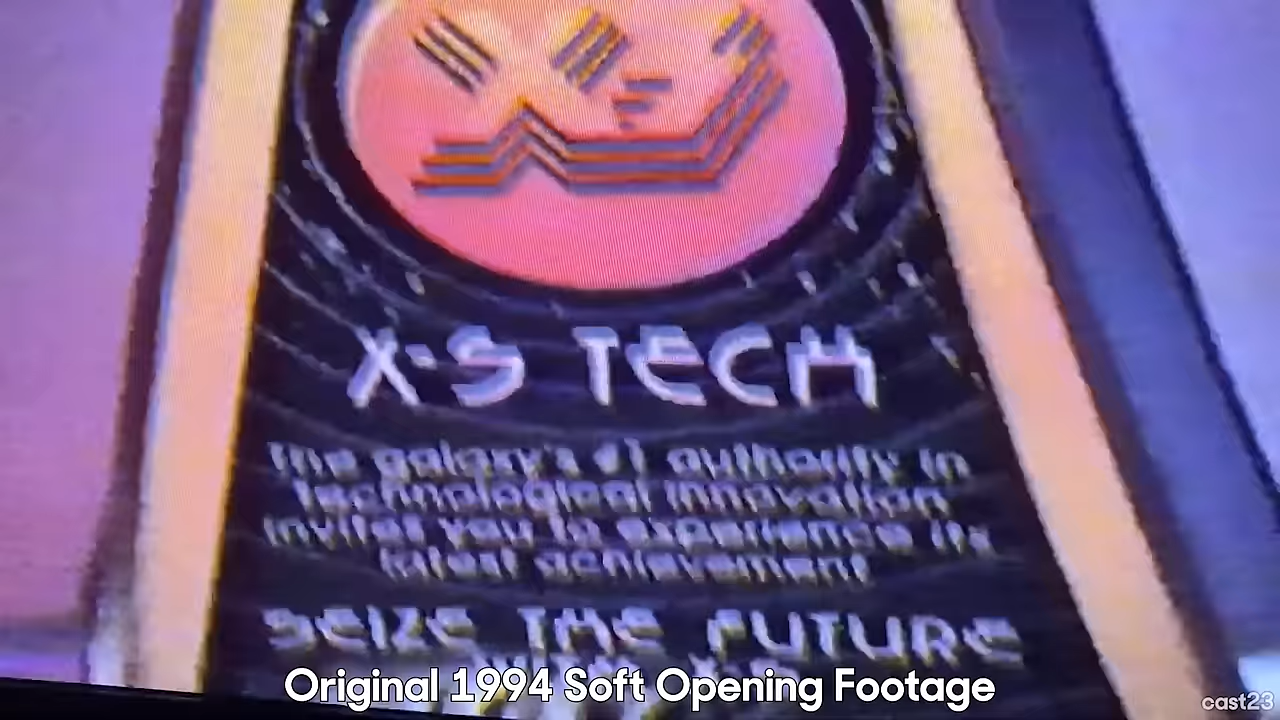 X-S
X-S TECH
The galaxy's #1 authority in
technological innovation
invites you to experience its
latest achievement
SEIZE THE FUTURE
WITH X-S
Original 1994 Soft Opening Footage
cast23